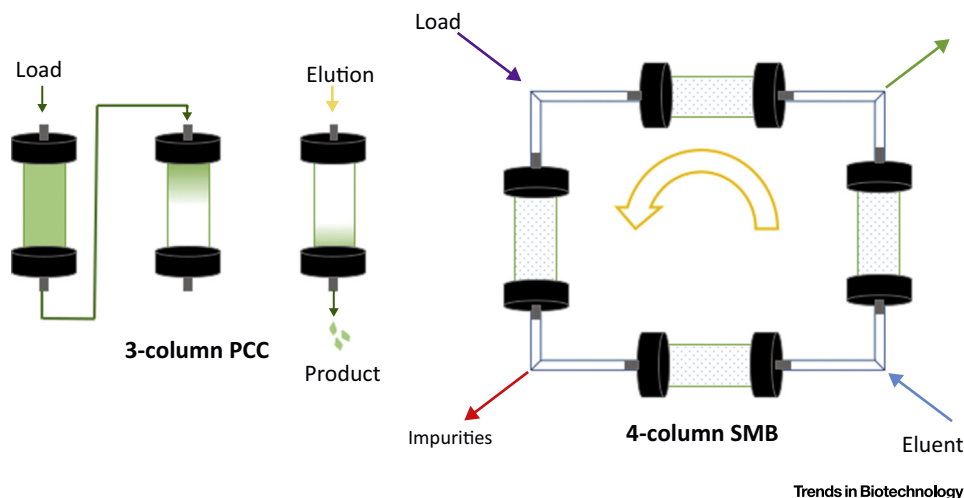 Load
Elution
3-column PCC
Product
Load
Impurities
4-column SMB
Eluent
Trends in Biotechnology